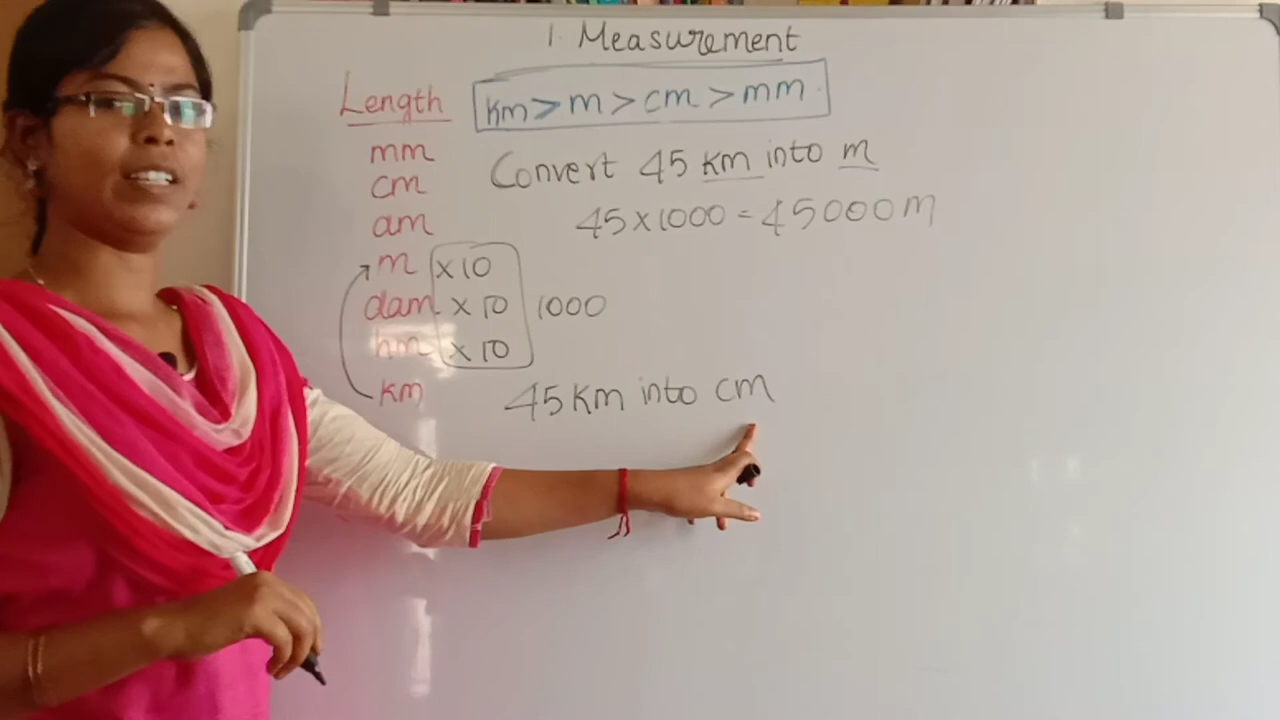 1. Measurement
Length
km > m > cm > mm
mm
cm
am
m x 10
dam x 10
hm x 10
km
1000
Convert 45 km into m
45 x 1000 = 45000 m
45 km into cm